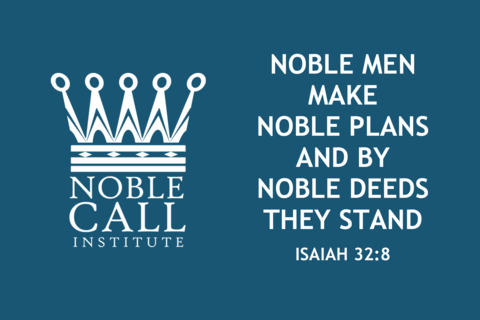 NOBLE
CALL
INSTITUTE
NOBLE MEN
MAKE
NOBLE PLANS
AND BY
NOBLE DEEDS
THEY STAND
ISAIAH 32:8